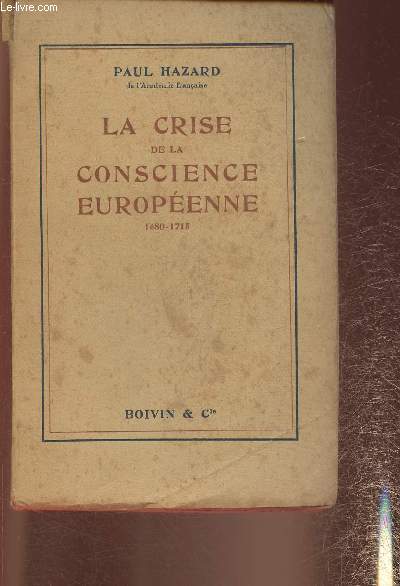 Le-livre.com
PAUL HAZARD
de l'Académie française
LA CRISE
DE LA
CONSCIENCE
EUROPÉENNE
1680-1715
BOIVIN & Cie